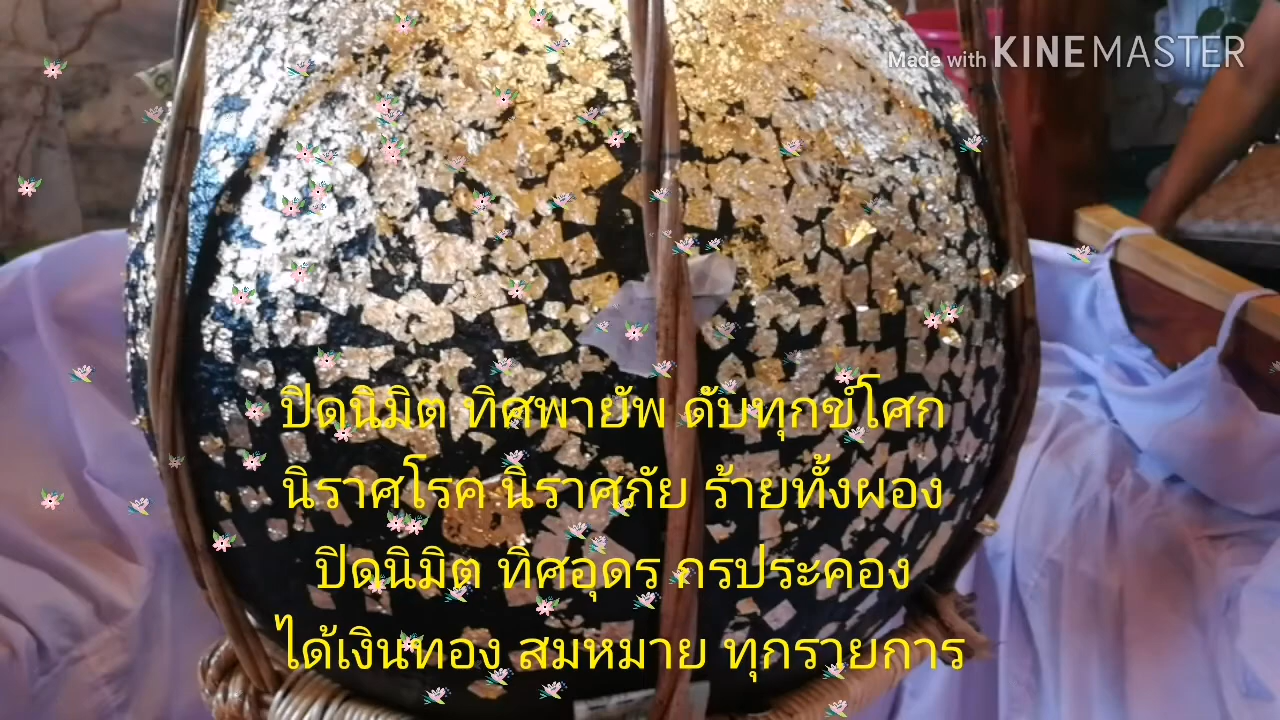 Made with KINEMASTER
ปิดนิมิต ทิศพายัพ ดับทุกข์โศก
นิราศโรค นิราศภัย ร้ายทั้งผอง
ปิดนิมิต ทิศอุดร กรประคอง
ได้เงินทอง สมหมาย ทุกรายการ